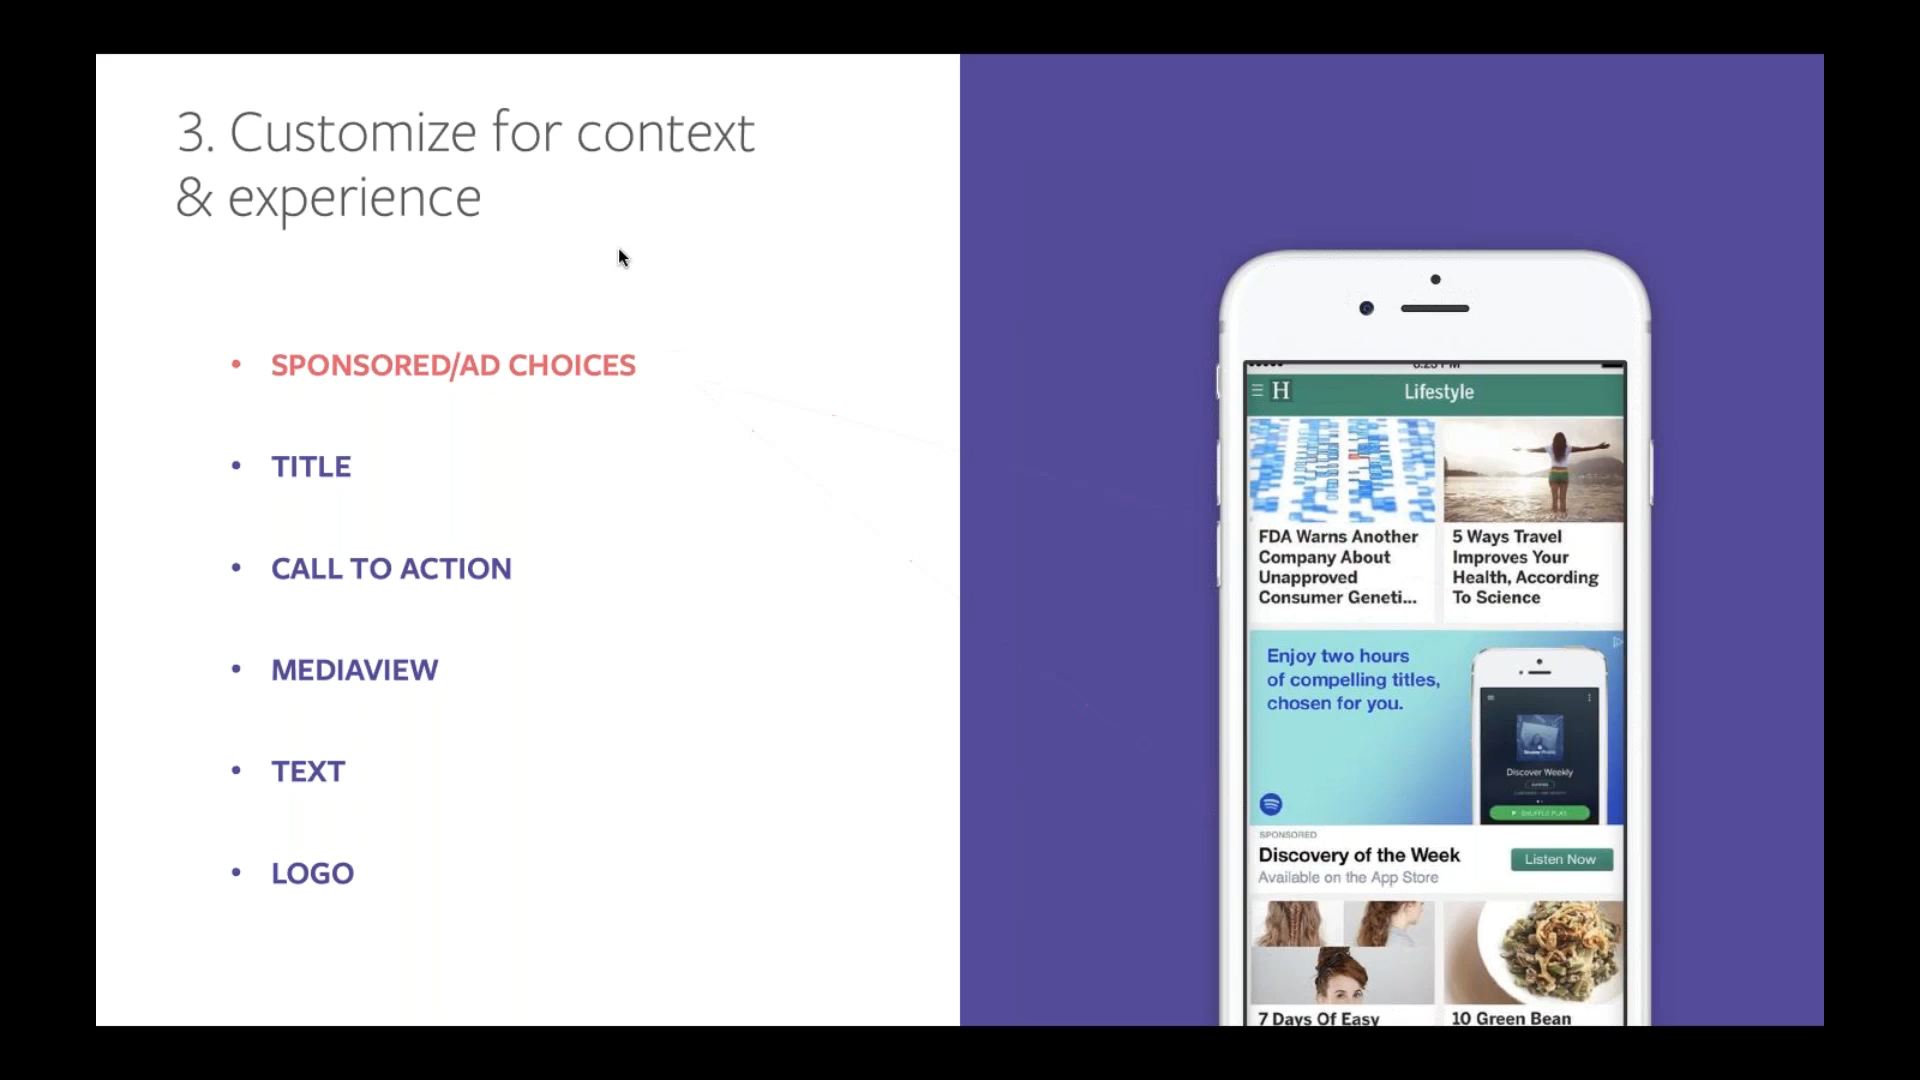 3. Customize for context
& experience
• SPONSORED/AD CHOICES
• TITLE
• CALL TO ACTION
• MEDIAVIEW
• TEXT
• LOGO
H
Lifestyle
FDA Warns Another
Company About
Unapproved
Consumer Geneti...
5 Ways Travel
Improves Your
Health, According
To Science
Enjoy two hours
of compelling titles,
chosen for you.
Discover Weekly
SHUFFLE PLAY
SPONSORED
Discovery of the Week
Available on the App Store
Listen Now
7 Days Of Easy
10 Green Bean